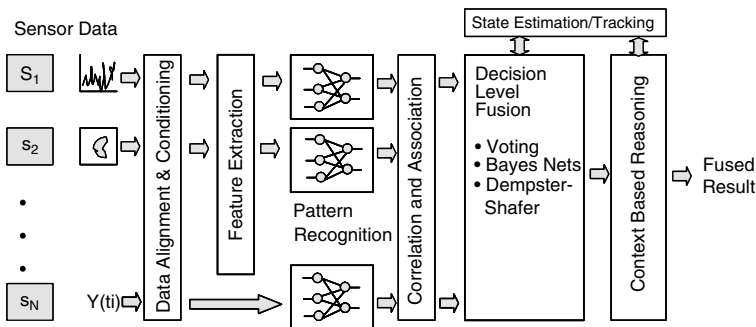 State Estimation/Tracking
Sensor Data
S1
s2
sN
Y(ti)
Data Alignment & Conditioning
Feature Extraction
Pattern
Recognition
Correlation and Association
Decision
Level
Fusion
• Voting
• Bayes Nets
• Dempster-
Shafer
Context Based Reasoning
Fused
Result